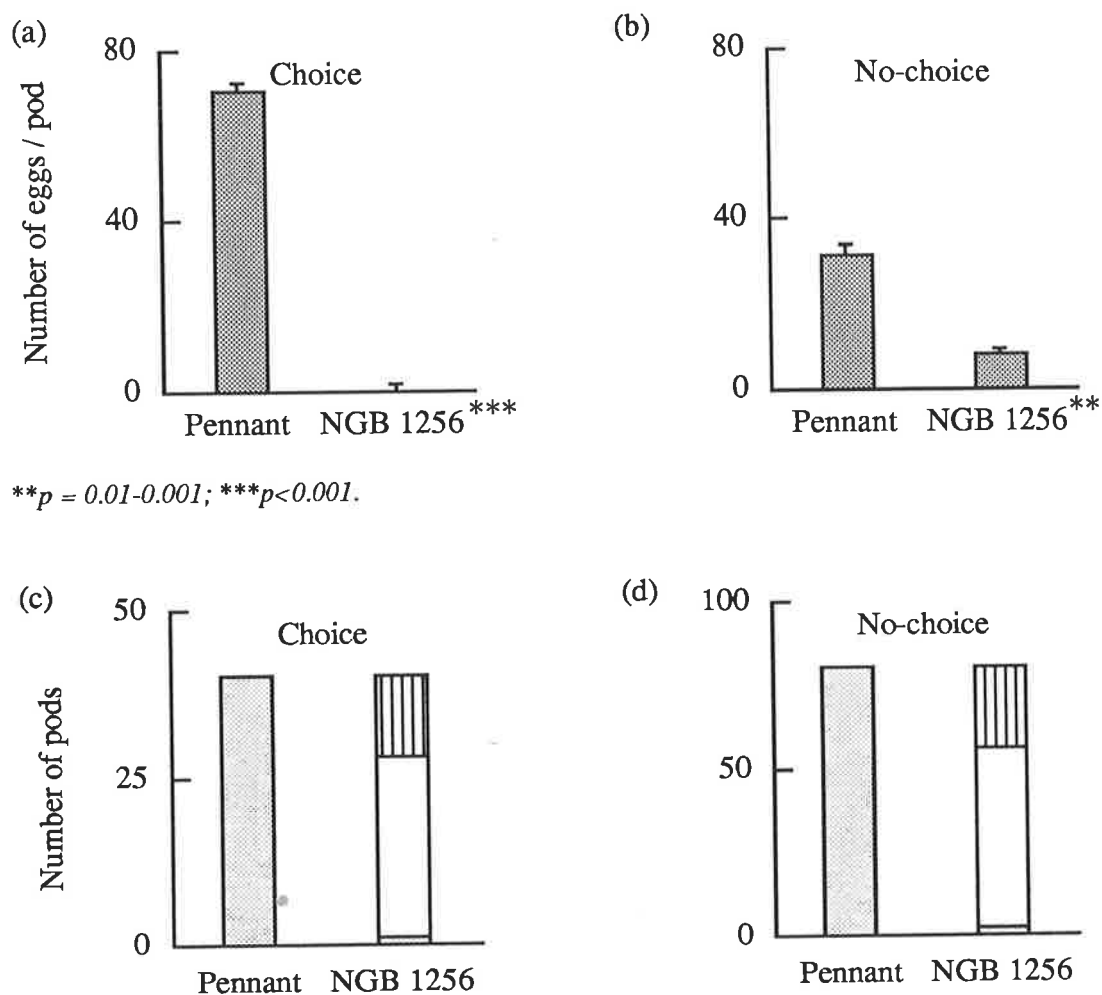 (a)
80
Choice
40
0
Number of eggs / pod
Pennant NGB 1256***
(b)
80
No-choice
40
0
Pennant NGB 1256**
**p = 0.01-0.001; ***p<0.001.
(c)
50
Choice
25
0
Number of pods
Pennant NGB 1256
(d)
100
No-choice
50
0
Pennant NGB 1256